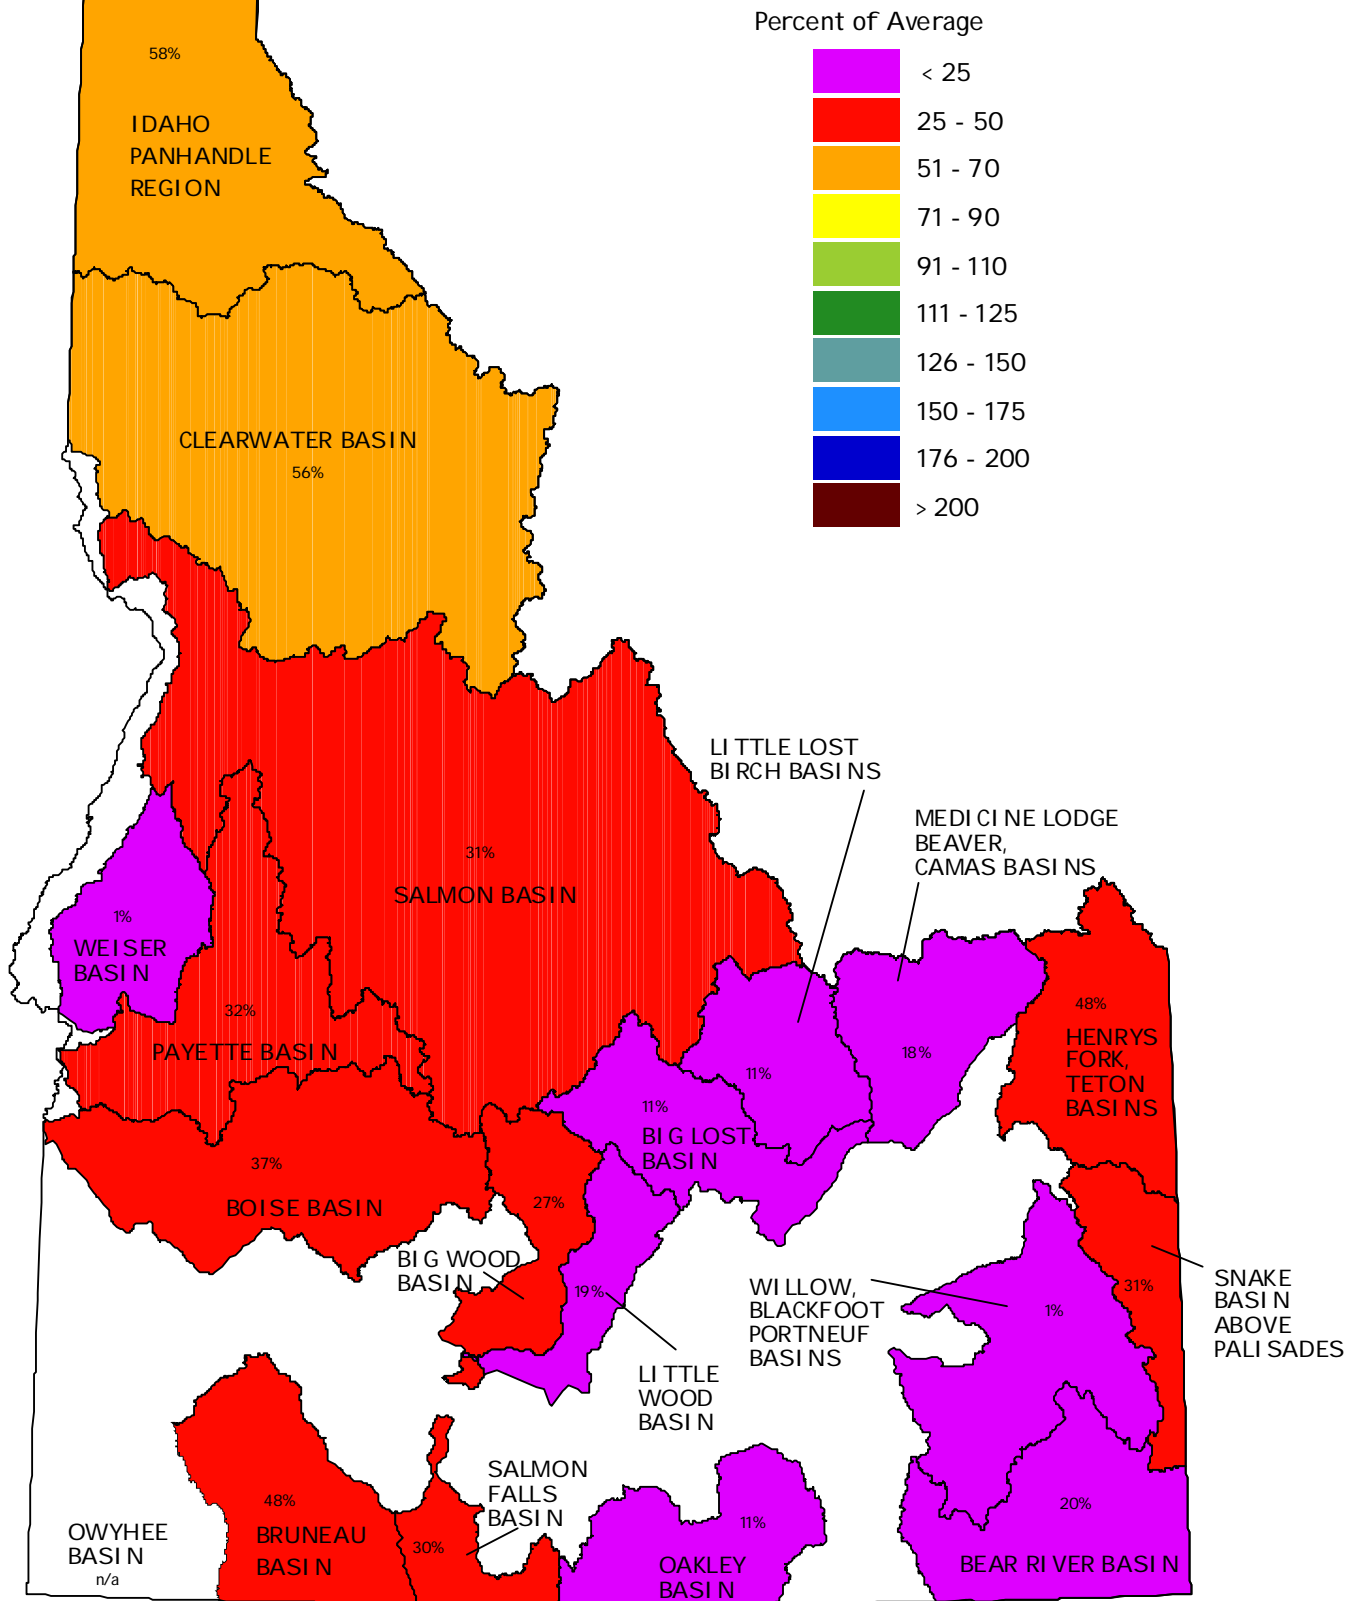 Percent of Average
< 25
25 - 50
51 - 70
71 - 90
91 - 110
111 - 125
126 - 150
150 - 175
176 - 200
> 200
58%
IDAHO
PANHANDLE
REGION
CLEARWATER BASIN
56%
LITTLE LOST
BIRCH BASINS
MEDICINE LODGE
BEAVER,
CAMAS BASINS
31%
SALMON BASIN
1%
WEISER
BASIN
32%
PAYETTE BASIN
48%
HENRYS
FORK,
TETON
BASINS
18%
11%
11%
BIG LOST
BASIN
37%
BOISE BASIN
27%
BIG WOOD
BASIN
19%
LITTLE
WOOD
BASIN
WILLOW,
BLACKFOOT
PORTNEUF
BASINS
1%
31%
SNAKE
BASIN
ABOVE
PALISADES
SALMON
FALLS
BASIN
48%
BRUNEAU
BASIN
30%
OWYHEE
BASIN
n/a
11%
OAKLEY
BASIN
20%
BEAR RIVER BASIN